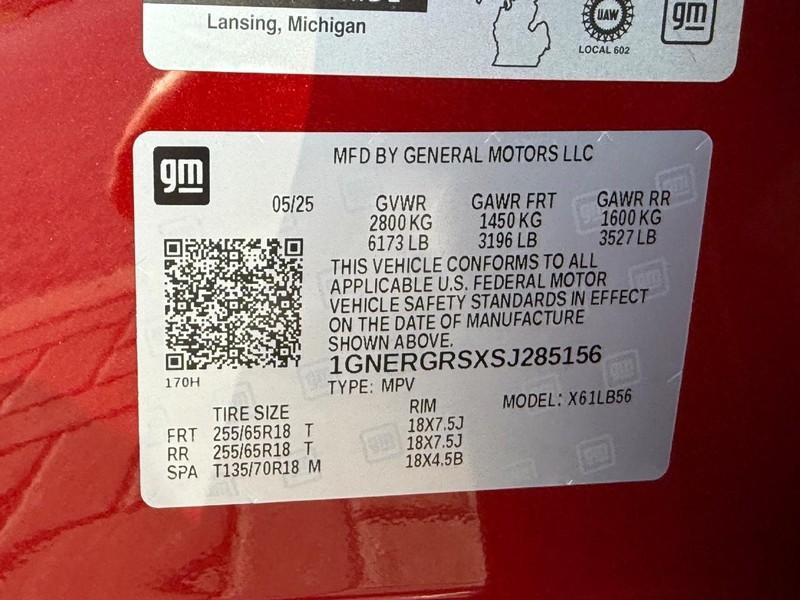 Lansing, Michigan
UAW
LOCAL 602
gm
gm
MFD BY GENERAL MOTORS LLC
05/25 GVWR GAWR FRT GAWR RR
2800 KG 1450 KG 1600 KG
6173 LB 3196 LB 3527 LB
THIS VEHICLE CONFORMS TO ALL
APPLICABLE U.S. FEDERAL MOTOR
VEHICLE SAFETY STANDARDS IN EFFECT
ON THE DATE OF MANUFACTURE
SHOWN ABOVE.
1GNERGRSXSJ285156
170H
TYPE: MPV
MODEL: X61LB56
TIRE SIZE RIM
FRT 255/65R18 T 18X7.5J
RR 255/65R18 T 18X7.5J
SPA T135/70R18 M 18X4.5B